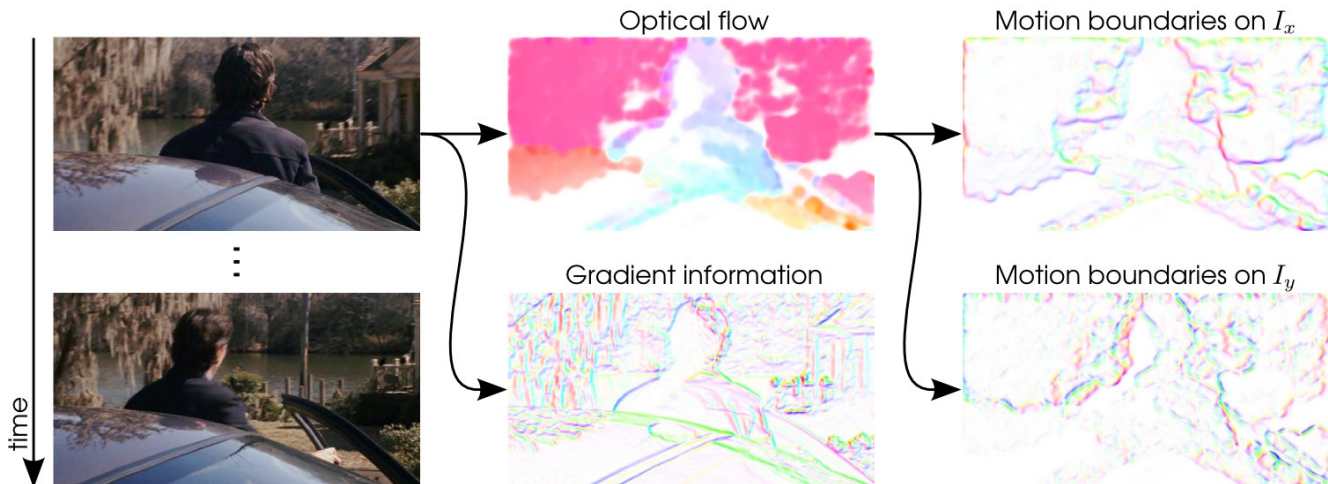 Optical flow
Motion boundaries on I_x
Gradient information
Motion boundaries on I_y
time